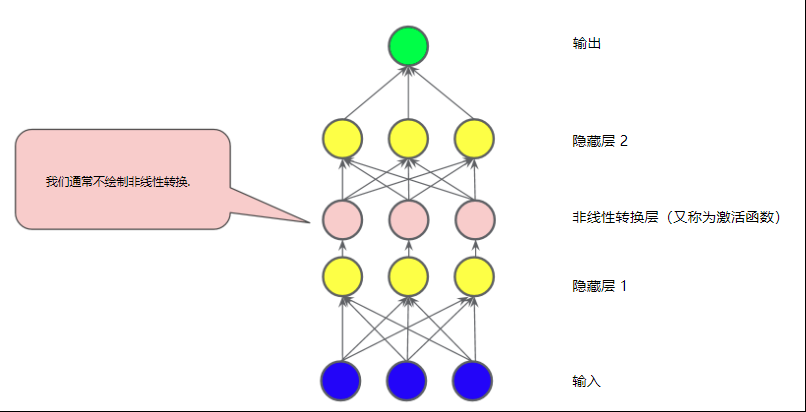 输出
隐藏层 2
我们通常不绘制非线性转换.
非线性转换层（又称为激活函数）
隐藏层 1
输入